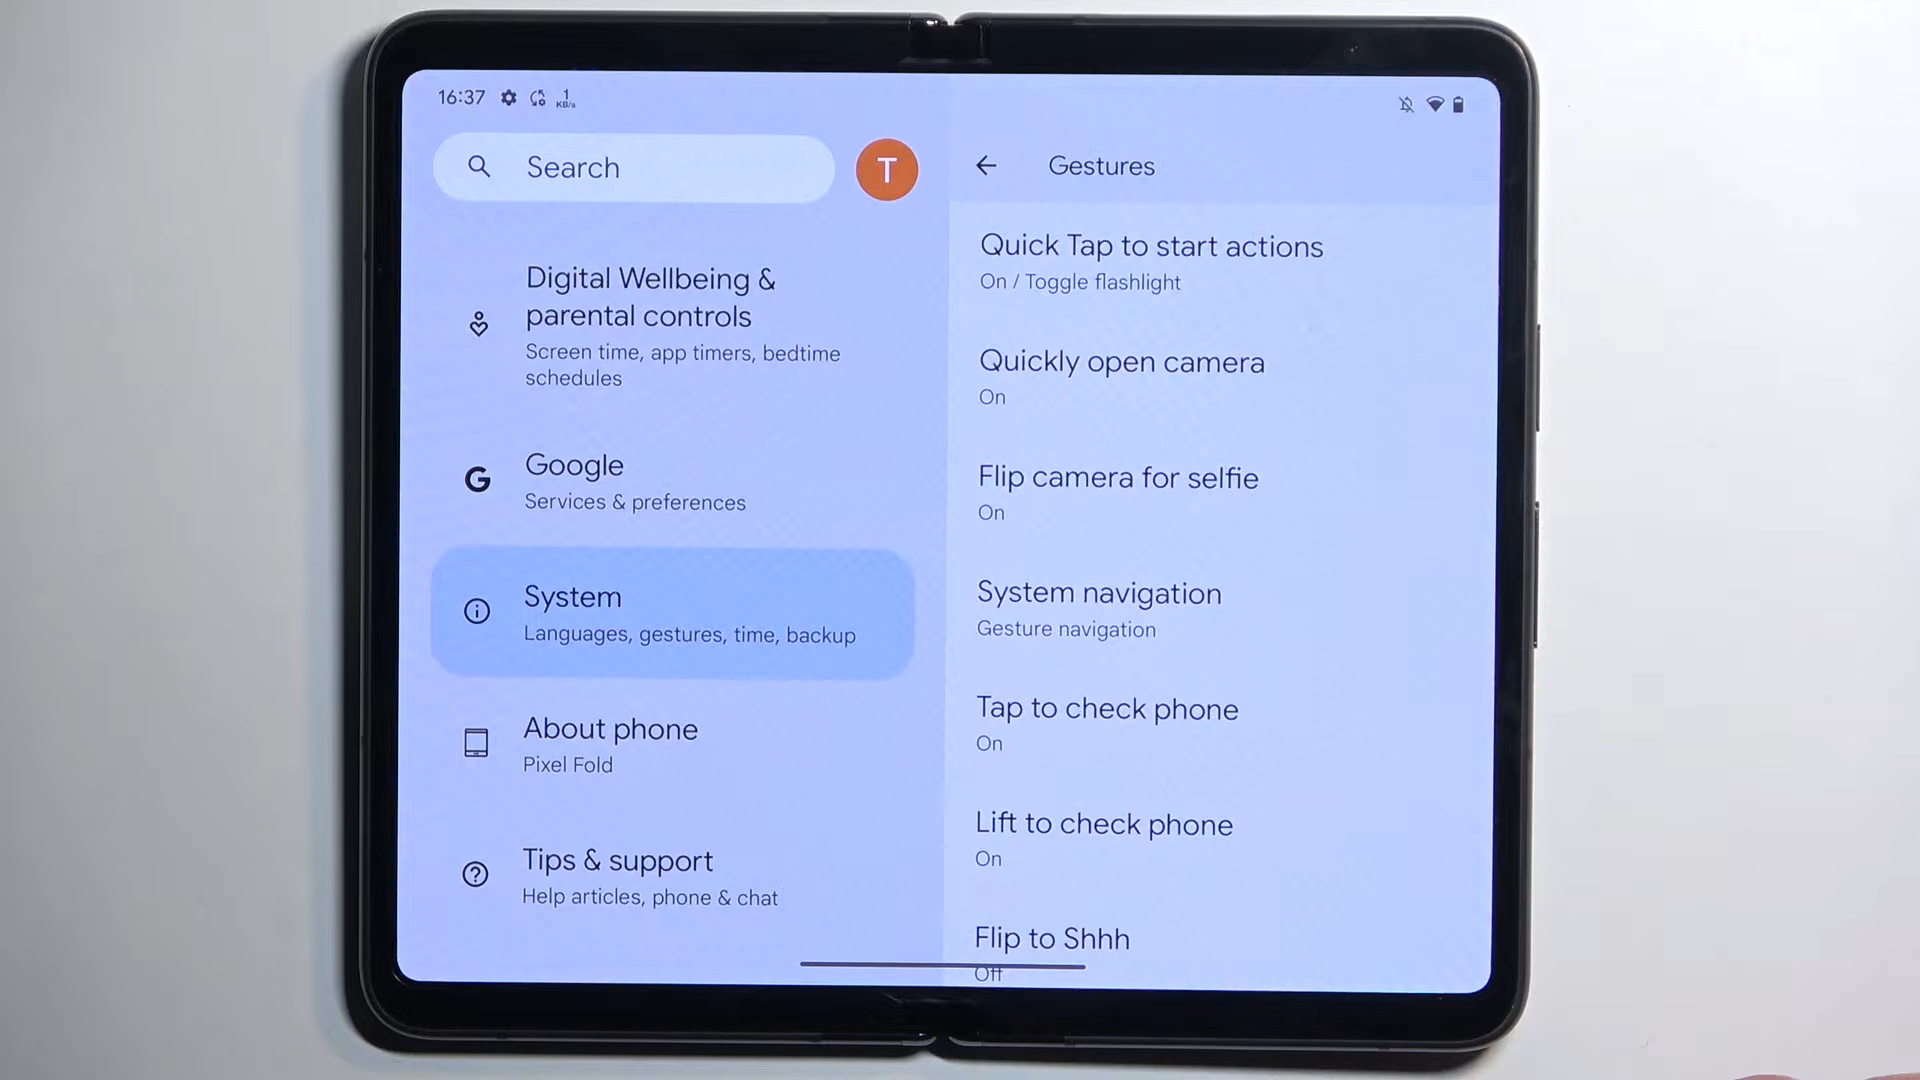 16:37
1
KB/s
Search
T
Digital Wellbeing &
parental controls
Screen time, app timers, bedtime
schedules
G
Google
Services & preferences
System
Languages, gestures, time, backup
About phone
Pixel Fold
Tips & support
Help articles, phone & chat
Gestures
Quick Tap to start actions
On / Toggle flashlight
Quickly open camera
On
Flip camera for selfie
On
System navigation
Gesture navigation
Tap to check phone
On
Lift to check phone
On
Flip to Shhh
Off